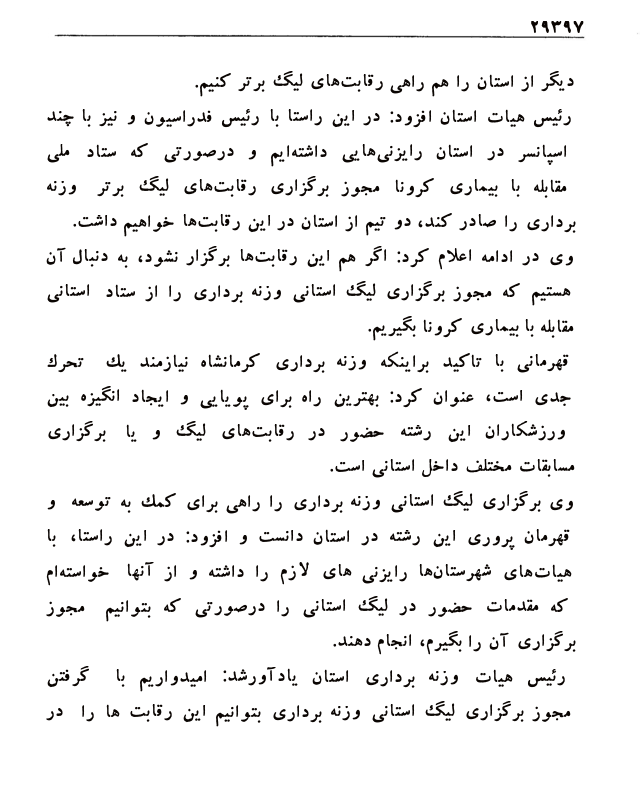 ۲۹۳۹۷
دیگر از استان را هم راهی رقابت‌های لیگ برتر کنیم.
رئیس هیات استان افزود: در این راستا با رئیس فدراسیون و نیز با چند
اسپانسر در استان رایزنی‌هایی داشته‌ایم و درصورتی که ستاد ملی
مقابله با بیماری کرونا مجوز برگزاری رقابت‌های لیگ برتر وزنه
برداری را صادر کند، دو تیم از استان در این رقابت‌ها خواهیم داشت.
وی در ادامه اعلام کرد: اگر هم این رقابت‌ها برگزار نشود، به دنبال آن
هستیم که مجوز برگزاری لیگ استانی وزنه برداری را از ستاد استانی
مقابله با بیماری کرونا بگیریم.
قهرمانی با تاکید براینکه وزنه برداری کرمانشاه نیازمند یك تحرك
جدی است، عنوان کرد: بهترین راه برای پویایی و ایجاد انگیزه بین
ورزشکاران این رشته حضور در رقابت‌های لیگ و یا برگزاری
مسابقات مختلف داخل استانی است.
وی برگزاری لیگ استانی وزنه برداری را راهی برای کمك به توسعه و
قهرمان پروری این رشته در استان دانست و افزود: در این راستا، با
هیات‌های شهرستان‌ها رایزنی های لازم را داشته و از آنها خواسته‌ام
که مقدمات حضور در لیگ استانی را درصورتی که بتوانیم مجوز
برگزاری آن را بگیرم، انجام دهند.
رئیس هیات وزنه برداری استان یادآورشد: امیدواریم با گرفتن
مجوز برگزاری لیگ استانی وزنه برداری بتوانیم این رقابت ها را در